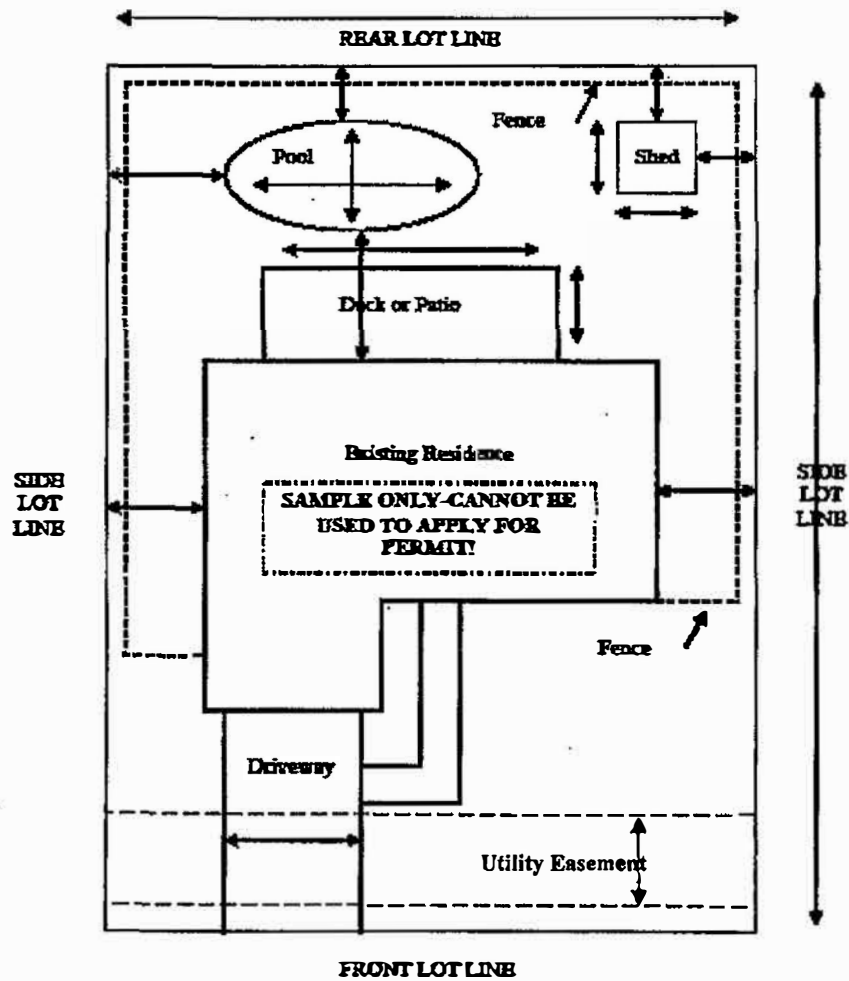 REAR LOT LINE
Fence
Pool
Shed
Deck or Patio
Existing Residence
SIDE
LOT
LINE
SAMPLE ONLY-CANNOT BE
USED TO APPLY FOR
PERMIT!
SIDE
LOT
LINE
Fence
Driveway
Utility Easement
FRONT LOT LINE